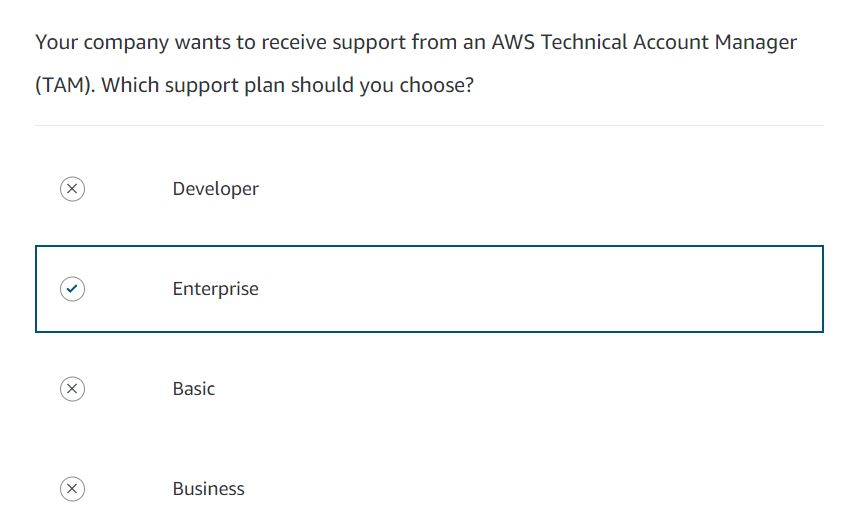 Your company wants to receive support from an AWS Technical Account Manager
(TAM). Which support plan should you choose?
Developer
Enterprise
Basic
Business